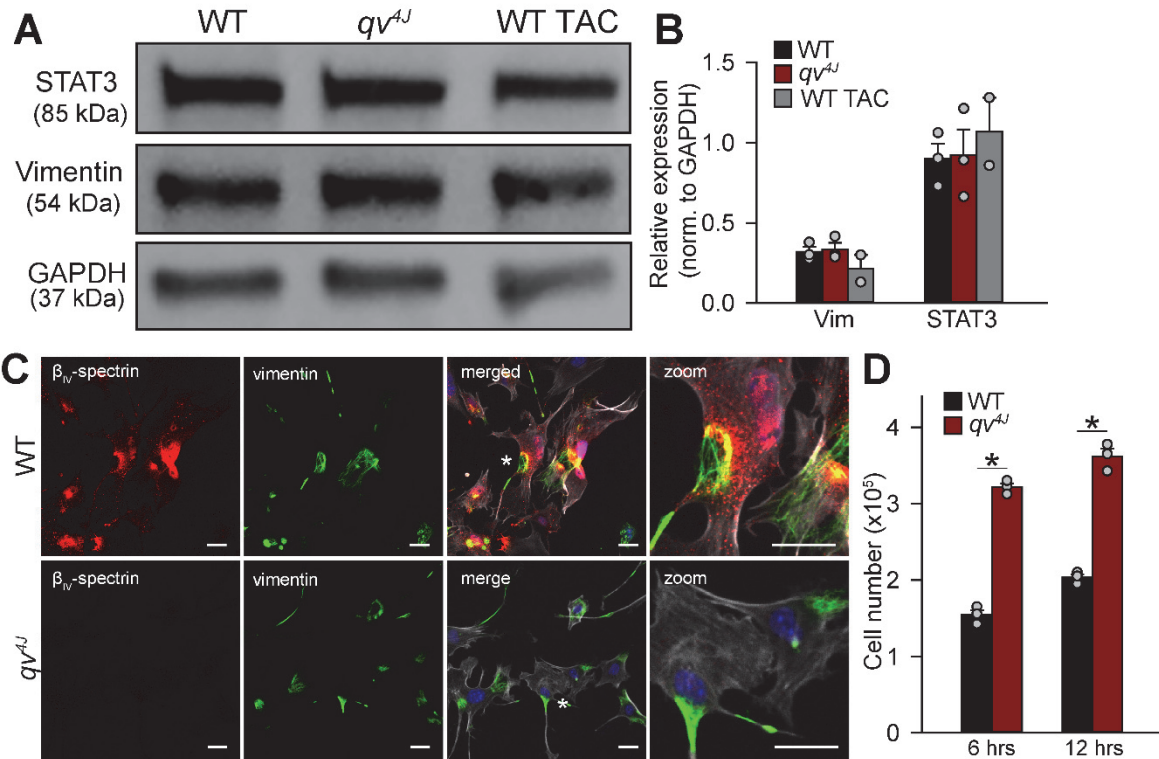 A
WT qv4J WT TAC
STAT3
(85 kDa)
Vimentin
(54 kDa)
GAPDH
(37 kDa)
B
WT
qv4J
WT TAC
Relative expression
(norm. to GAPDH)
1.5
1.0
0.5
0.0
Vim STAT3
C
WT
βIV-spectrin vimentin merged zoom
*
qv4J
βIV-spectrin vimentin merge zoom
*
D
WT
qv4J
Cell number (x10⁵)
4
3
2
1
0
* *
6 hrs 12 hrs